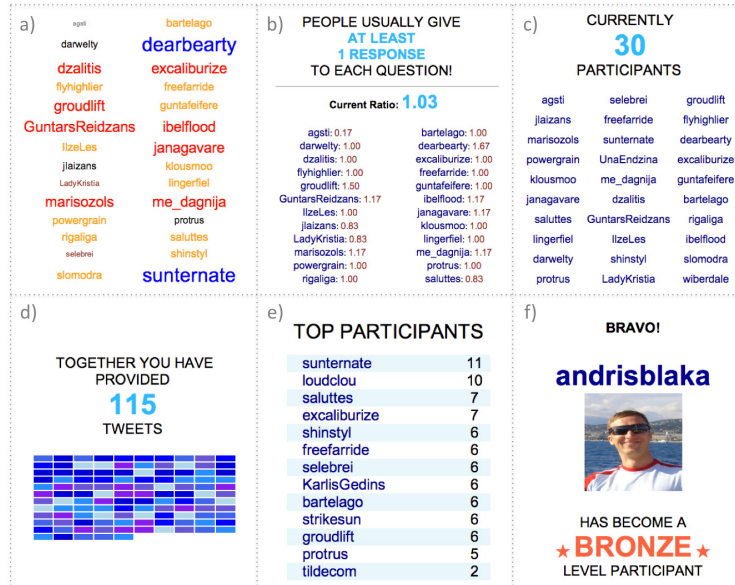 a)
agsti bartelago
darwelty dearbearty
dzalitis excaliburize
flyhighlier freefarride
groudlift guntafeifere
GuntarsReidzans ibelflood
IlzeLes janagavare
jlaizans klousmoo
LadyKristia lingerfiel
marisozols me_dagnija
powergrain protrus
rigaliga saluttes
selebrei shinstyl
slomodra sunternate
b)
PEOPLE USUALLY GIVE
AT LEAST
1 RESPONSE
TO EACH QUESTION!
Current Ratio: 1.03
agsti: 0.17 bartelago: 1.00
darwelty: 1.00 dearbearty: 1.67
dzalitis: 1.00 excaliburize: 1.00
flyhighlier: 1.00 freefarride: 1.00
groudlift: 1.50 guntafeifere: 1.00
GuntarsReidzans: 1.17 ibelflood: 1.17
IlzeLes: 1.00 janagavare: 1.17
jlaizans: 0.83 klousmoo: 1.00
LadyKristia: 0.83 lingerfiel: 1.00
marisozols: 1.17 me_dagnija: 1.17
powergrain: 1.00 protrus: 1.00
rigaliga: 1.00 saluttes: 0.83
c)
CURRENTLY
30
PARTICIPANTS
agsti selebrei groudlift
jlaizans freefarride flyhighlier
marisozols sunternate dearbearty
powergrain UnaEndzina excaliburize
klousmoo me_dagnija guntafeifere
janagavare dzalitis bartelago
saluttes GuntarsReidzans rigaliga
lingerfiel IlzeLes ibelflood
darwelty shinstyl slomodra
protrus LadyKristia wiberdale
d)
TOGETHER YOU HAVE
PROVIDED
115
TWEETS
e)
TOP PARTICIPANTS
sunternate 11
loudclou 10
saluttes 7
excaliburize 7
shinstyl 6
freefarride 6
selebrei 6
KarlisGedins 6
bartelago 6
strikesun 6
groudlift 6
protrus 5
tildecom 2
f)
BRAVO!
andrisblaka
HAS BECOME A
★ BRONZE ★
LEVEL PARTICIPANT